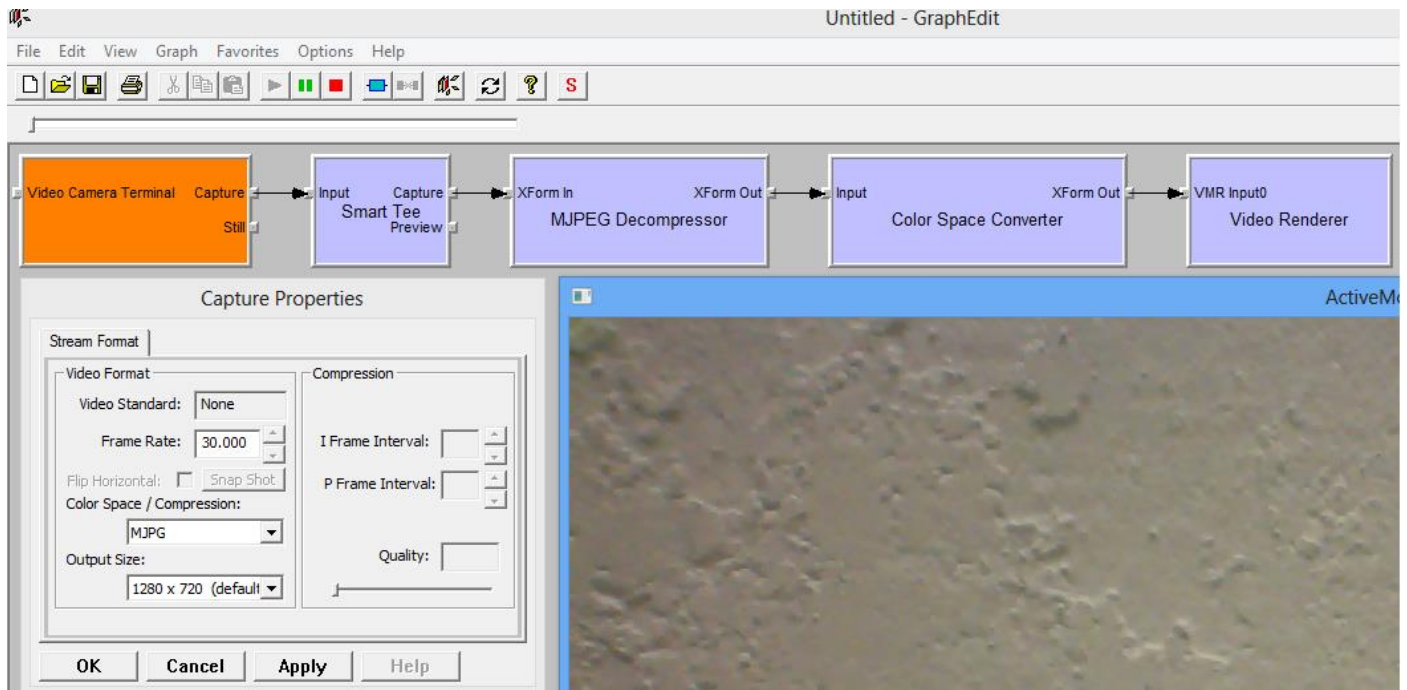 Untitled - GraphEdit
File Edit View Graph Favorites Options Help
S
Video Camera Terminal Capture
Still
Input Capture
Smart Tee
Preview
XForm In XForm Out
MJPEG Decompressor
Input XForm Out
Color Space Converter
VMR Input0
Video Renderer
Capture Properties
Stream Format
Video Format
Video Standard: None
Frame Rate: 30.000
Flip Horizontal: Snap Shot
Color Space / Compression:
MJPG
Output Size:
1280 x 720 (default
Compression
I Frame Interval:
P Frame Interval:
Quality:
OK Cancel Apply Help